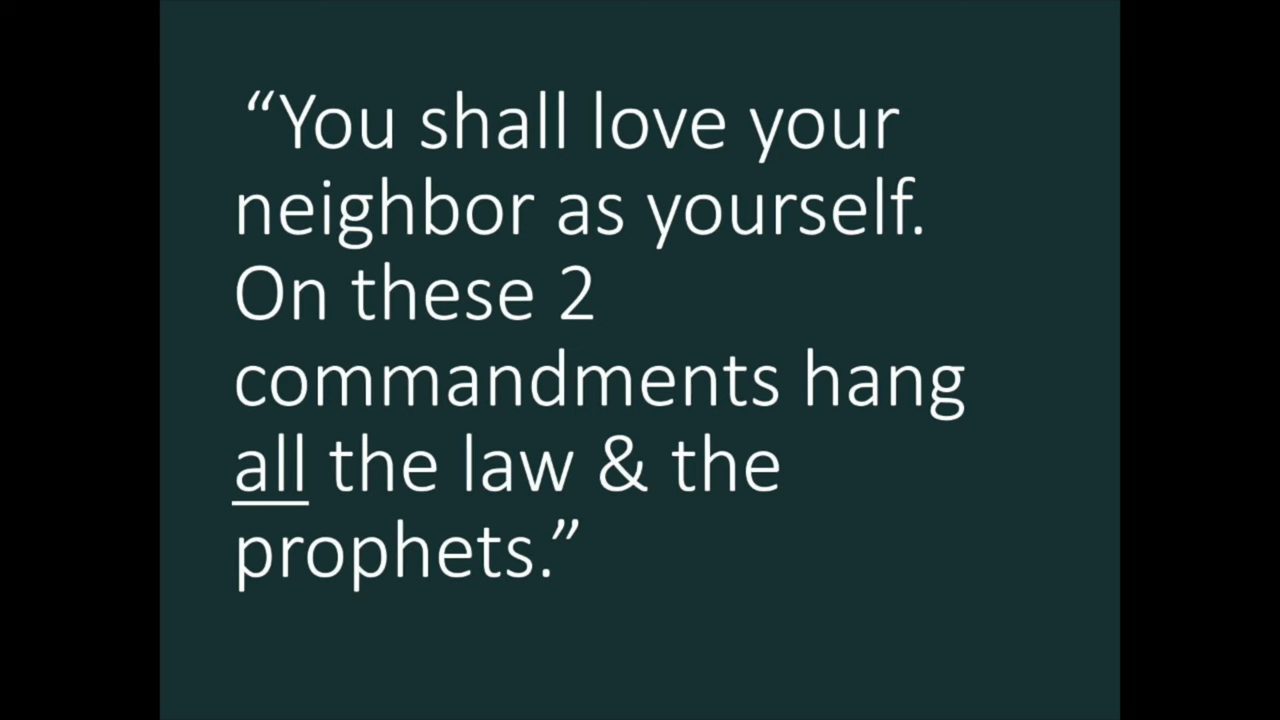 “You shall love your
neighbor as yourself.
On these 2
commandments hang
all the law & the
prophets.”